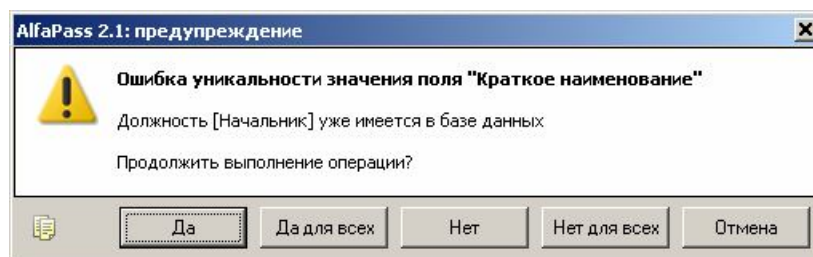 AlfaPass 2.1: предупреждение
Ошибка уникальности значения поля "Краткое наименование"
Должность [Начальник] уже имеется в базе данных
Продолжить выполнение операции?
Да Да для всех Нет Нет для всех Отмена